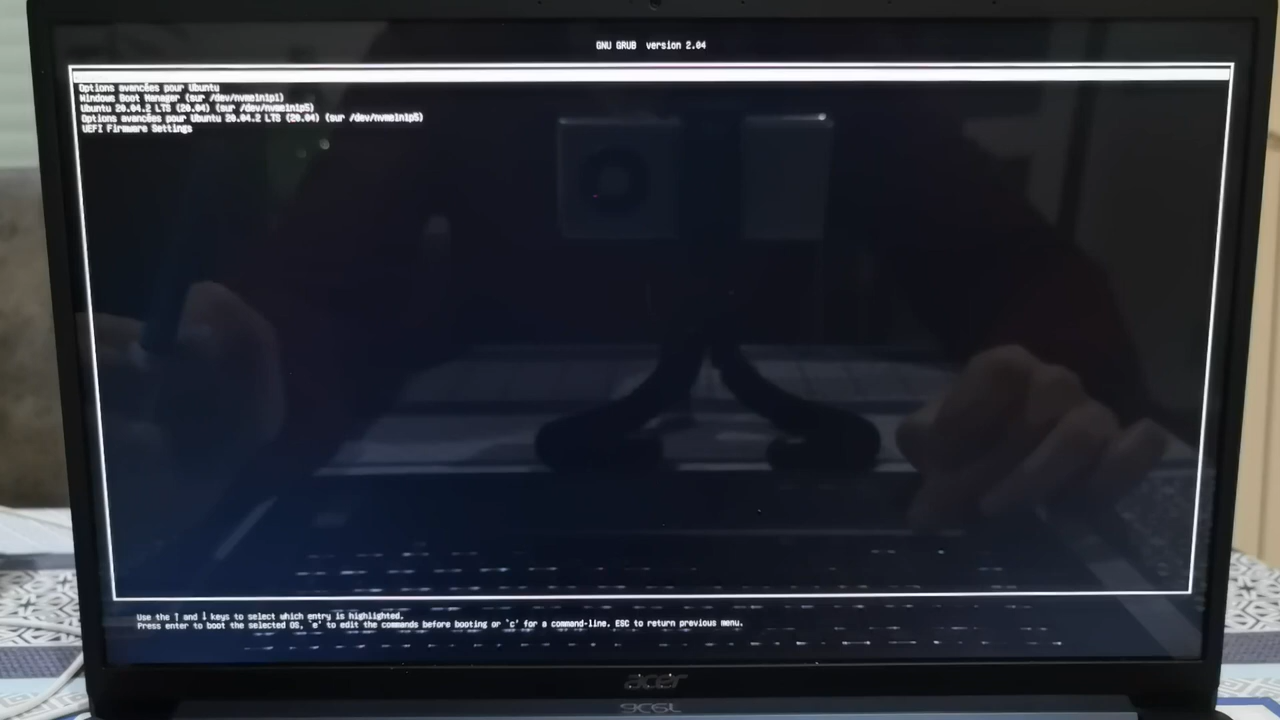 GNU GRUB version 2.04
Options avancées pour Ubuntu
Windows Boot Manager (sur /dev/nvme1n1p1)
Ubuntu 20.04.2 LTS (20.04) (sur /dev/nvme1n1p5)
Options avancées pour Ubuntu 20.04.2 LTS (20.04) (sur /dev/nvme1n1p5)
UEFI Firmware Settings
Use the ↑ and ↓ keys to select which entry is highlighted.
Press enter to boot the selected OS, `e' to edit the commands before booting or `c' for a command-line. ESC to return previous menu.
acer